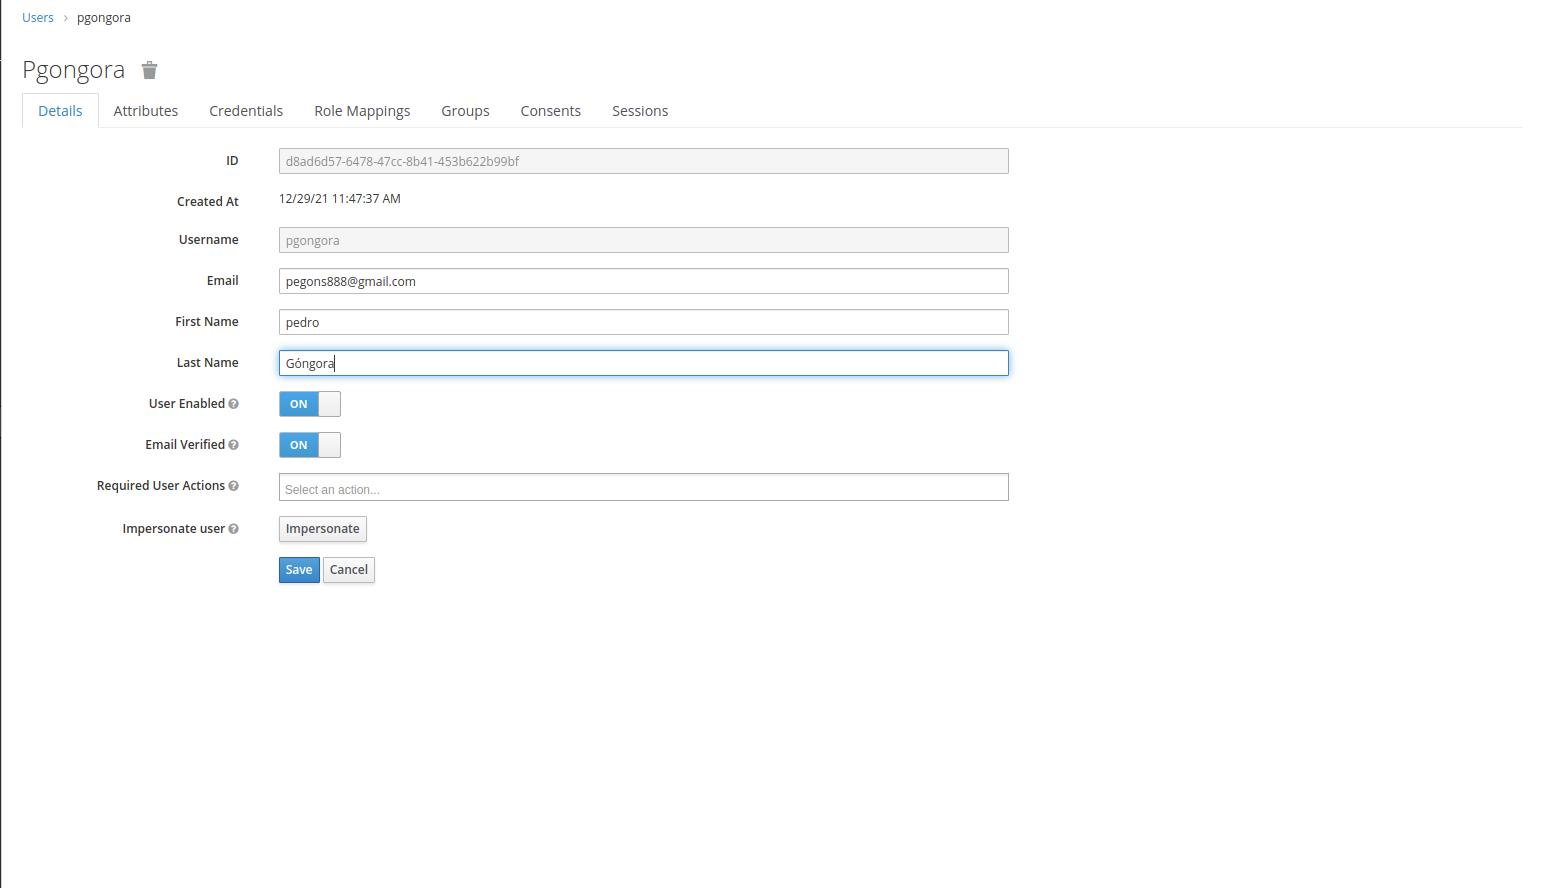 Users › pgongora
Pgongora
Details Attributes Credentials Role Mappings Groups Consents Sessions
ID d8ad6d57-6478-47cc-8b41-453b622b99bf
Created At 12/29/21 11:47:37 AM
Username pgongora
Email pegons888@gmail.com
First Name pedro
Last Name Góngora
User Enabled ? ON
Email Verified ? ON
Required User Actions ? Select an action...
Impersonate user ? Impersonate
Save Cancel